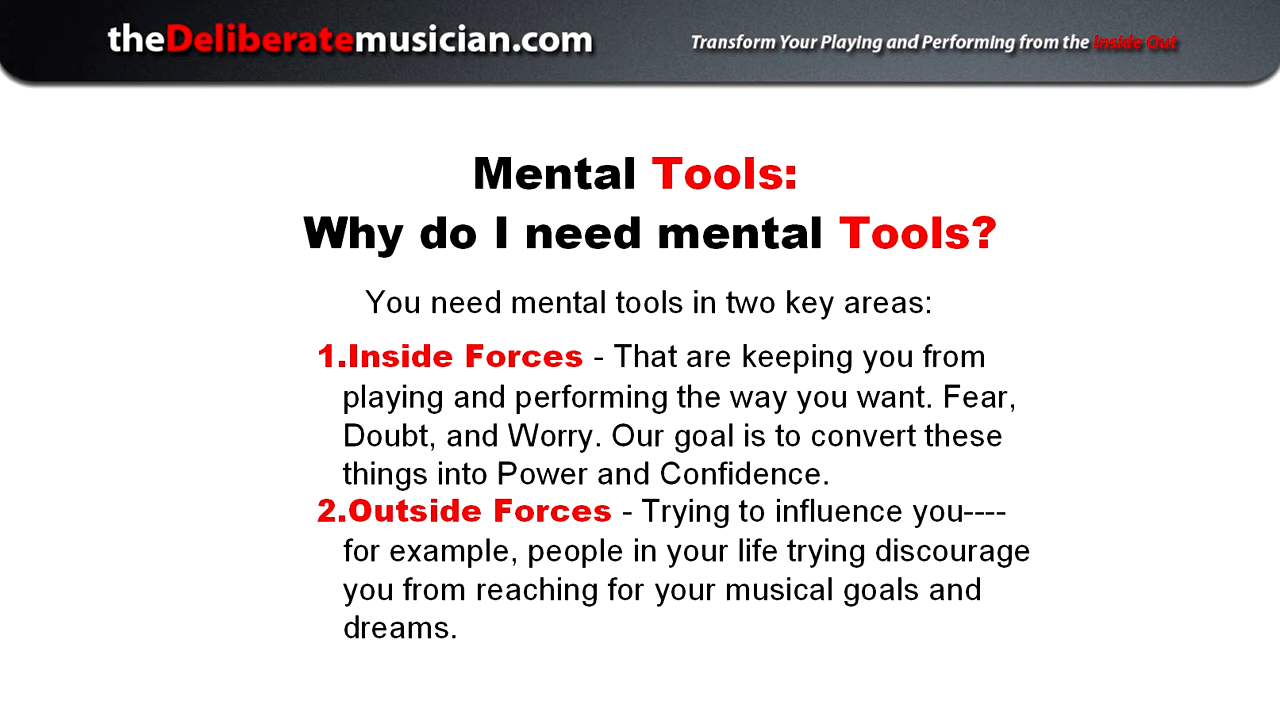 theDeliberatemusician.com
Transform Your Playing and Performing from the Inside Out
Mental Tools:
Why do I need mental Tools?
You need mental tools in two key areas:
1.Inside Forces - That are keeping you from
playing and performing the way you want. Fear,
Doubt, and Worry. Our goal is to convert these
things into Power and Confidence.
2.Outside Forces - Trying to influence you----
for example, people in your life trying discourage
you from reaching for your musical goals and
dreams.